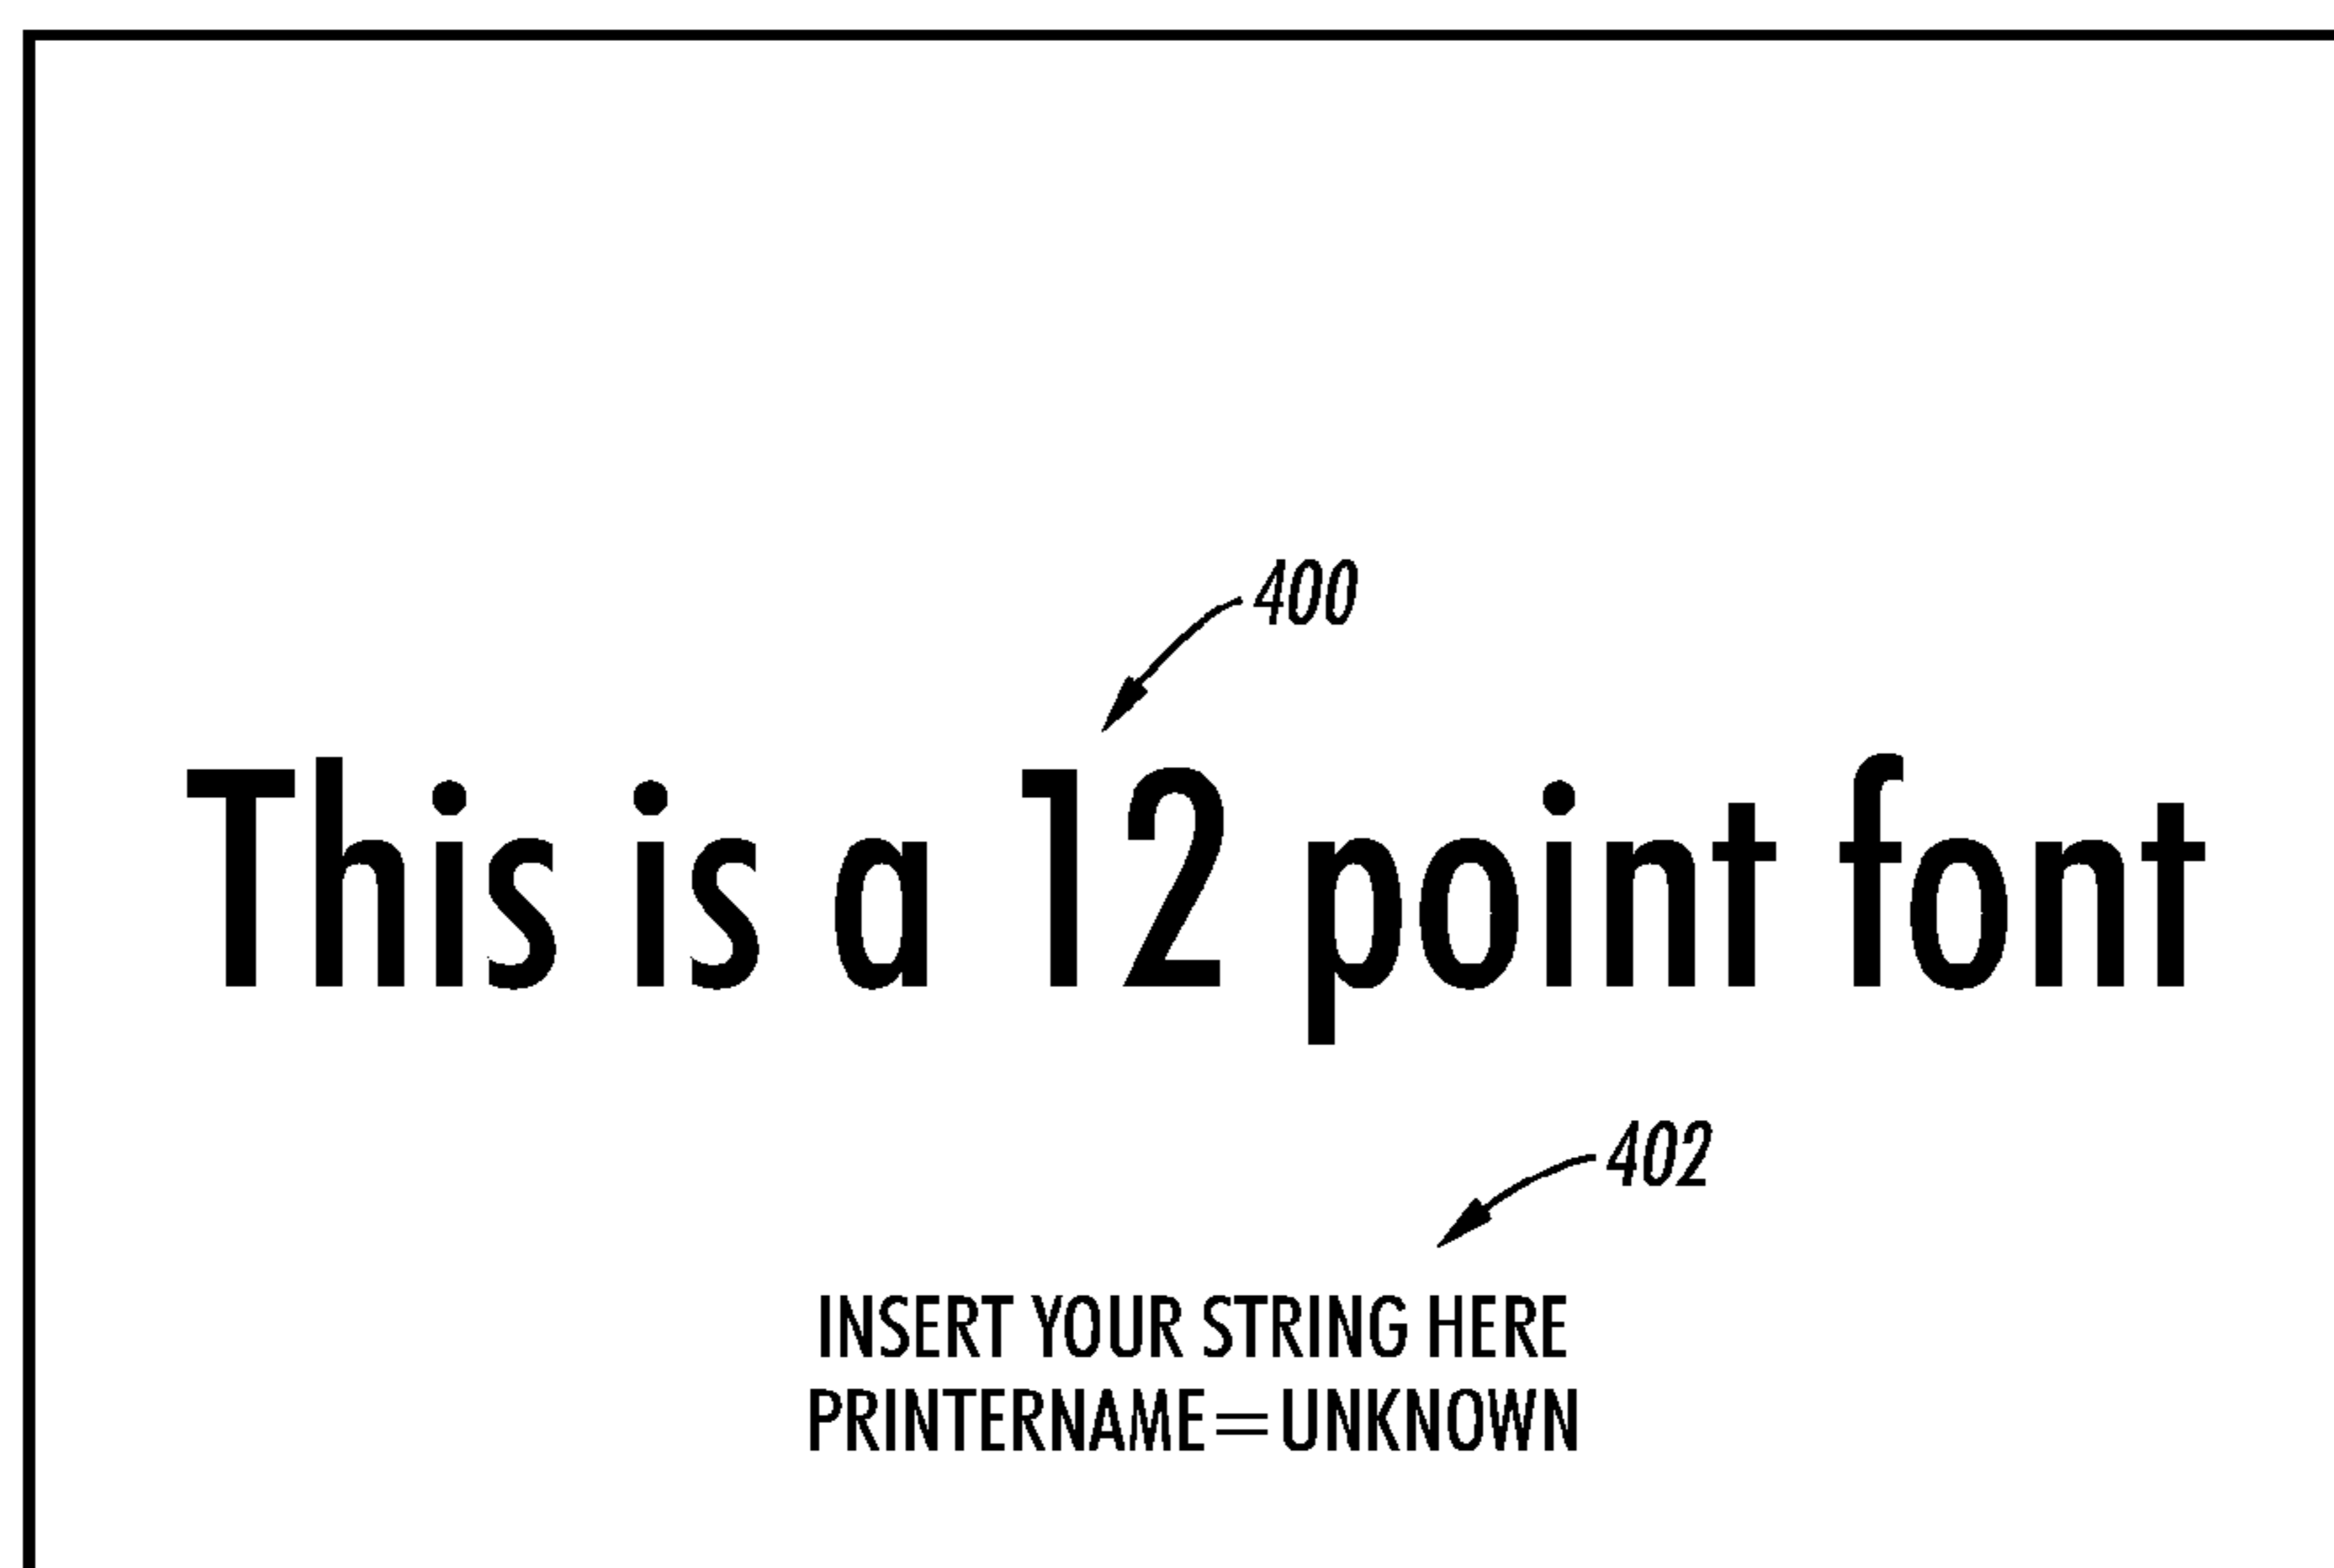 400
This is a 12 point font
402
INSERT YOUR STRING HERE
PRINTERNAME=UNKNOWN